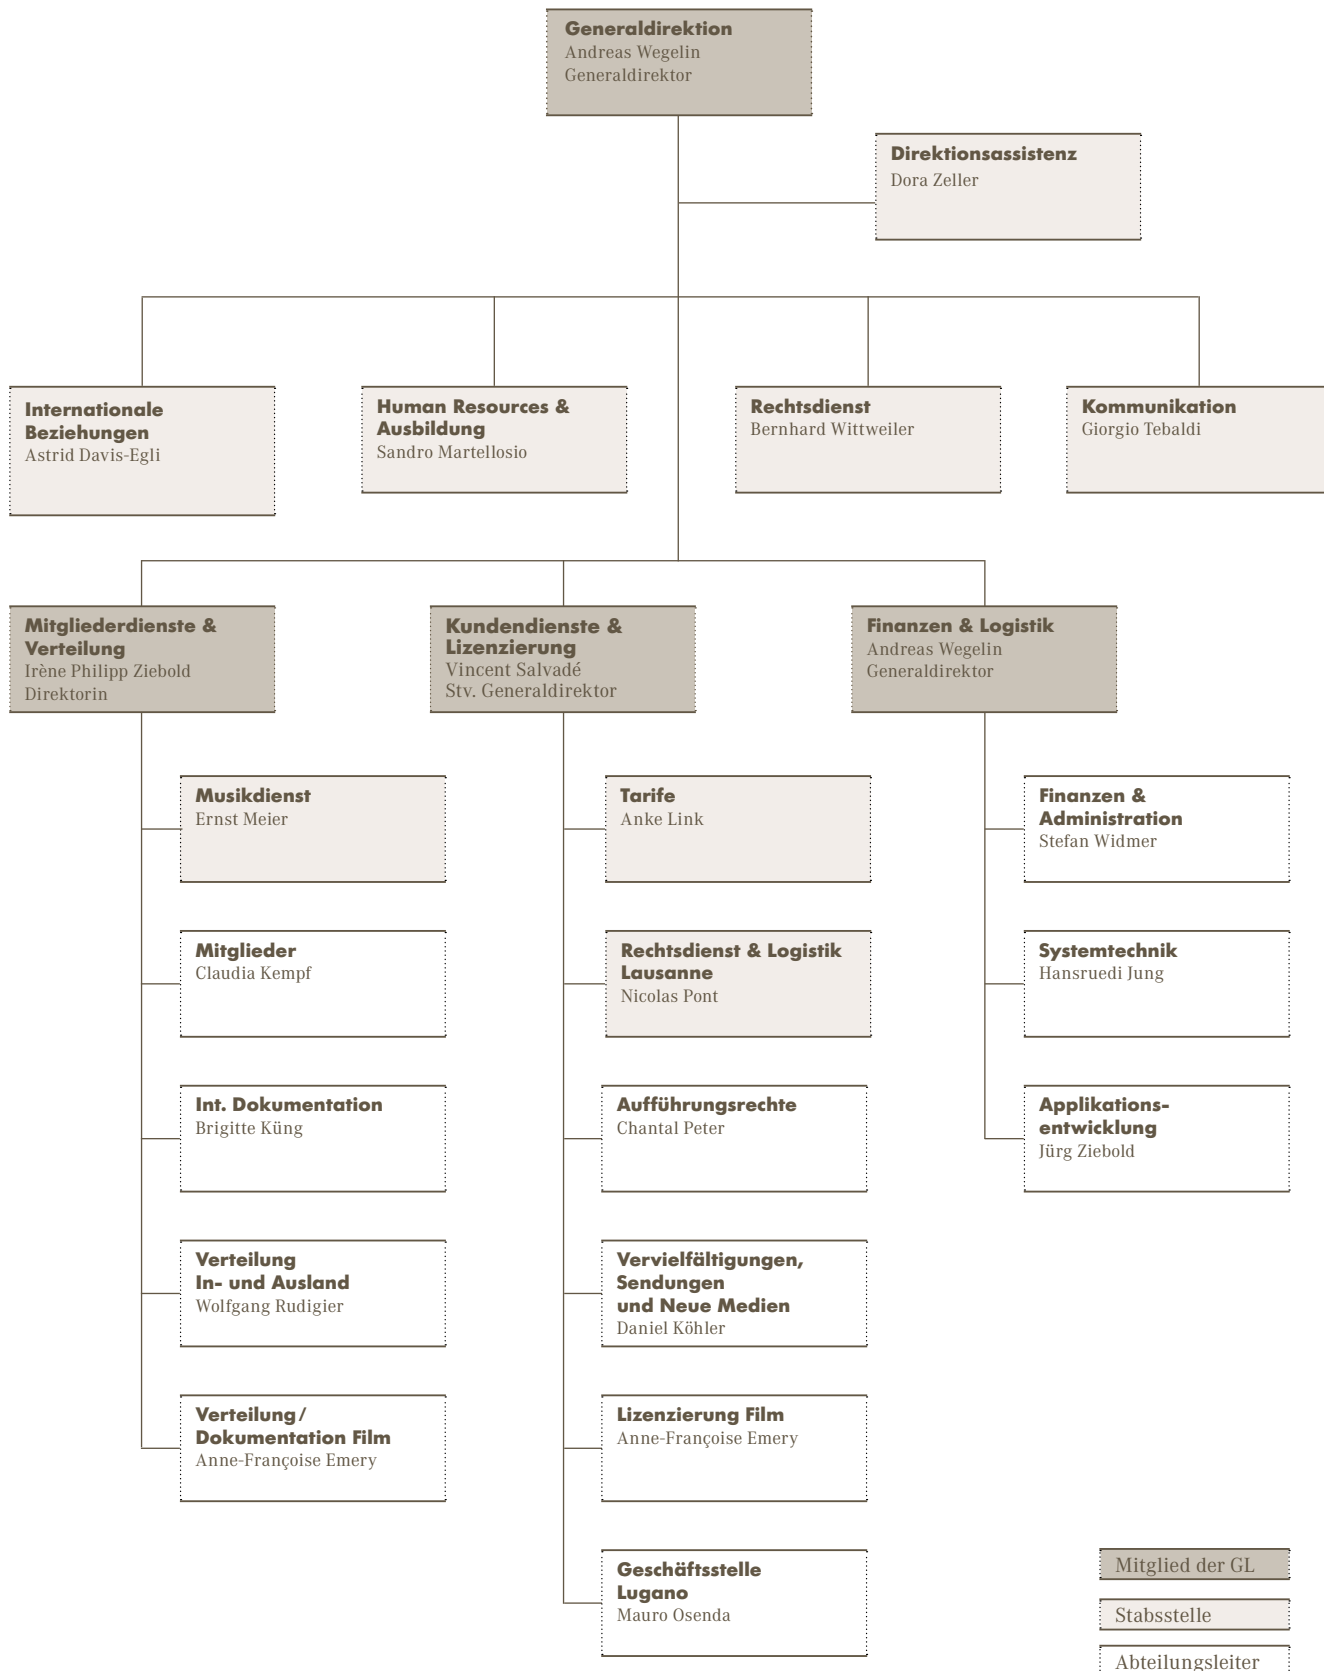 Generaldirektion
Andreas Wegelin
Generaldirektor
Direktionsassistenz
Dora Zeller
Internationale
Beziehungen
Astrid Davis-Egli
Human Resources &
Ausbildung
Sandro Martellosio
Rechtsdienst
Bernhard Wittweiler
Kommunikation
Giorgio Tebaldi
Mitgliederdienste &
Verteilung
Irène Philipp Ziebold
Direktorin
Kundendienste &
Lizenzierung
Vincent Salvadé
Stv. Generaldirektor
Finanzen & Logistik
Andreas Wegelin
Generaldirektor
Musikdienst
Ernst Meier
Mitglieder
Claudia Kempf
Int. Dokumentation
Brigitte Küng
Verteilung
In- und Ausland
Wolfgang Rudigier
Verteilung/
Dokumentation Film
Anne-Françoise Emery
Tarife
Anke Link
Rechtsdienst & Logistik
Lausanne
Nicolas Pont
Aufführungsrechte
Chantal Peter
Vervielfältigungen,
Sendungen
und Neue Medien
Daniel Köhler
Lizenzierung Film
Anne-Françoise Emery
Geschäftsstelle
Lugano
Mauro Osenda
Finanzen &
Administration
Stefan Widmer
Systemtechnik
Hansruedi Jung
Applikations-
entwicklung
Jürg Ziebold
Mitglied der GL
Stabsstelle
Abteilungsleiter